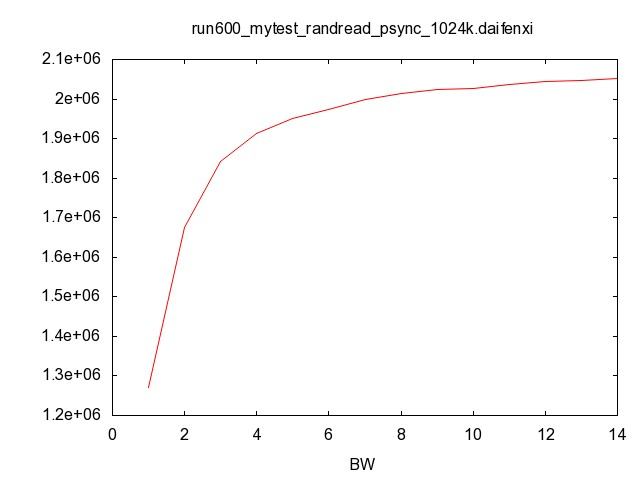 run600_mytest_randread_psync_1024k.daifenxi
2.1e+06
2e+06
1.9e+06
1.8e+06
1.7e+06
1.6e+06
1.5e+06
1.4e+06
1.3e+06
1.2e+06
0 2 4 6 8 10 12 14
BW